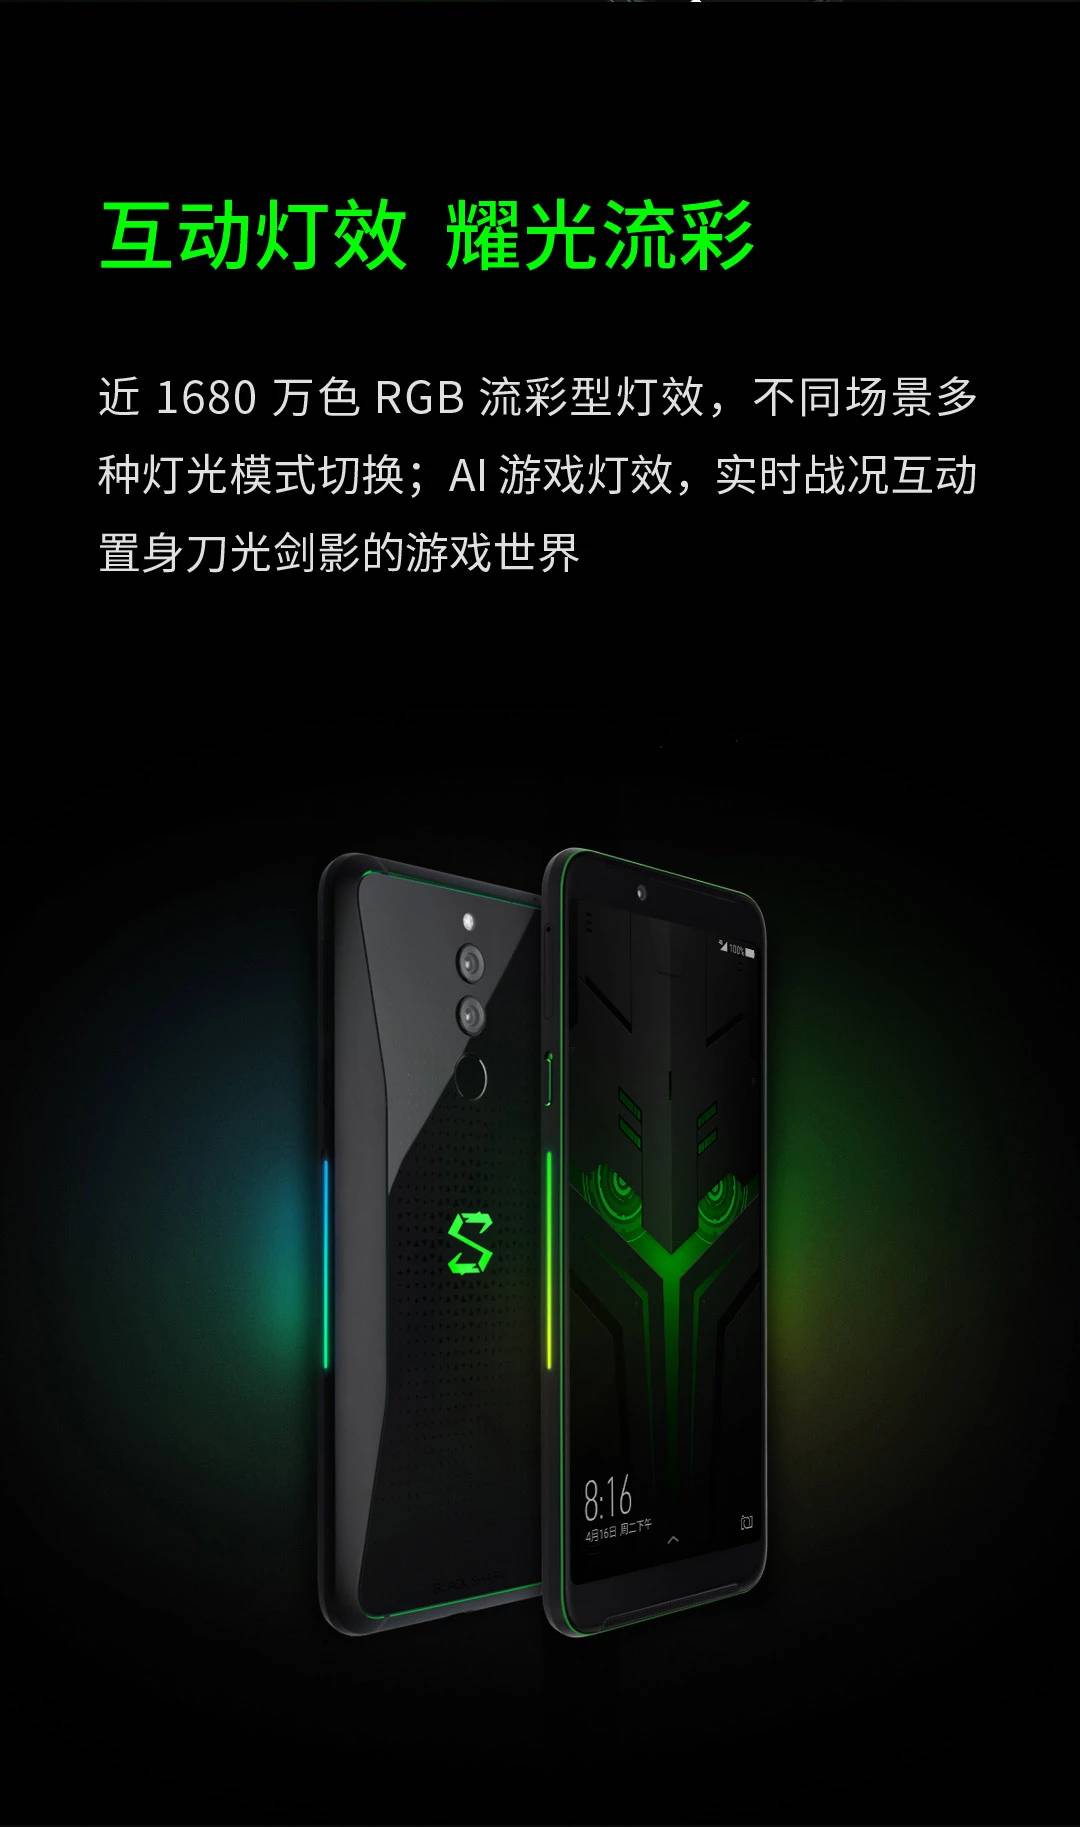 互动灯效 耀光流彩
近 1680 万色 RGB 流彩型灯效，不同场景多
种灯光模式切换；AI 游戏灯效，实时战况互动
置身刀光剑影的游戏世界
100%
S
8:16
4月16日 周二下午
BLACK SHARK